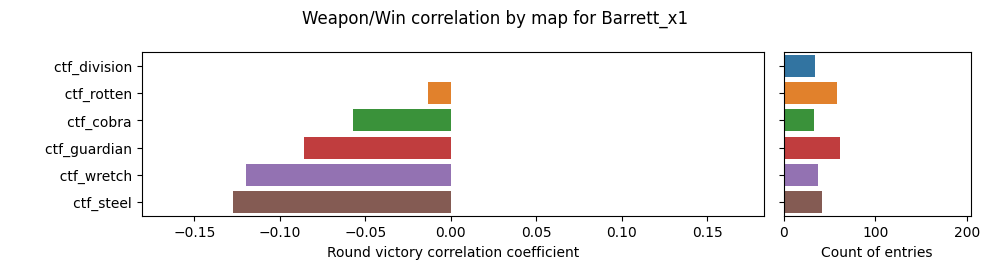 Weapon/Win correlation by map for Barrett_x1
ctf_division
ctf_rotten
ctf_cobra
ctf_guardian
ctf_wretch
ctf_steel
−0.15 −0.10 −0.05 0.00 0.05 0.10 0.15
Round victory correlation coefficient
0 100 200
Count of entries